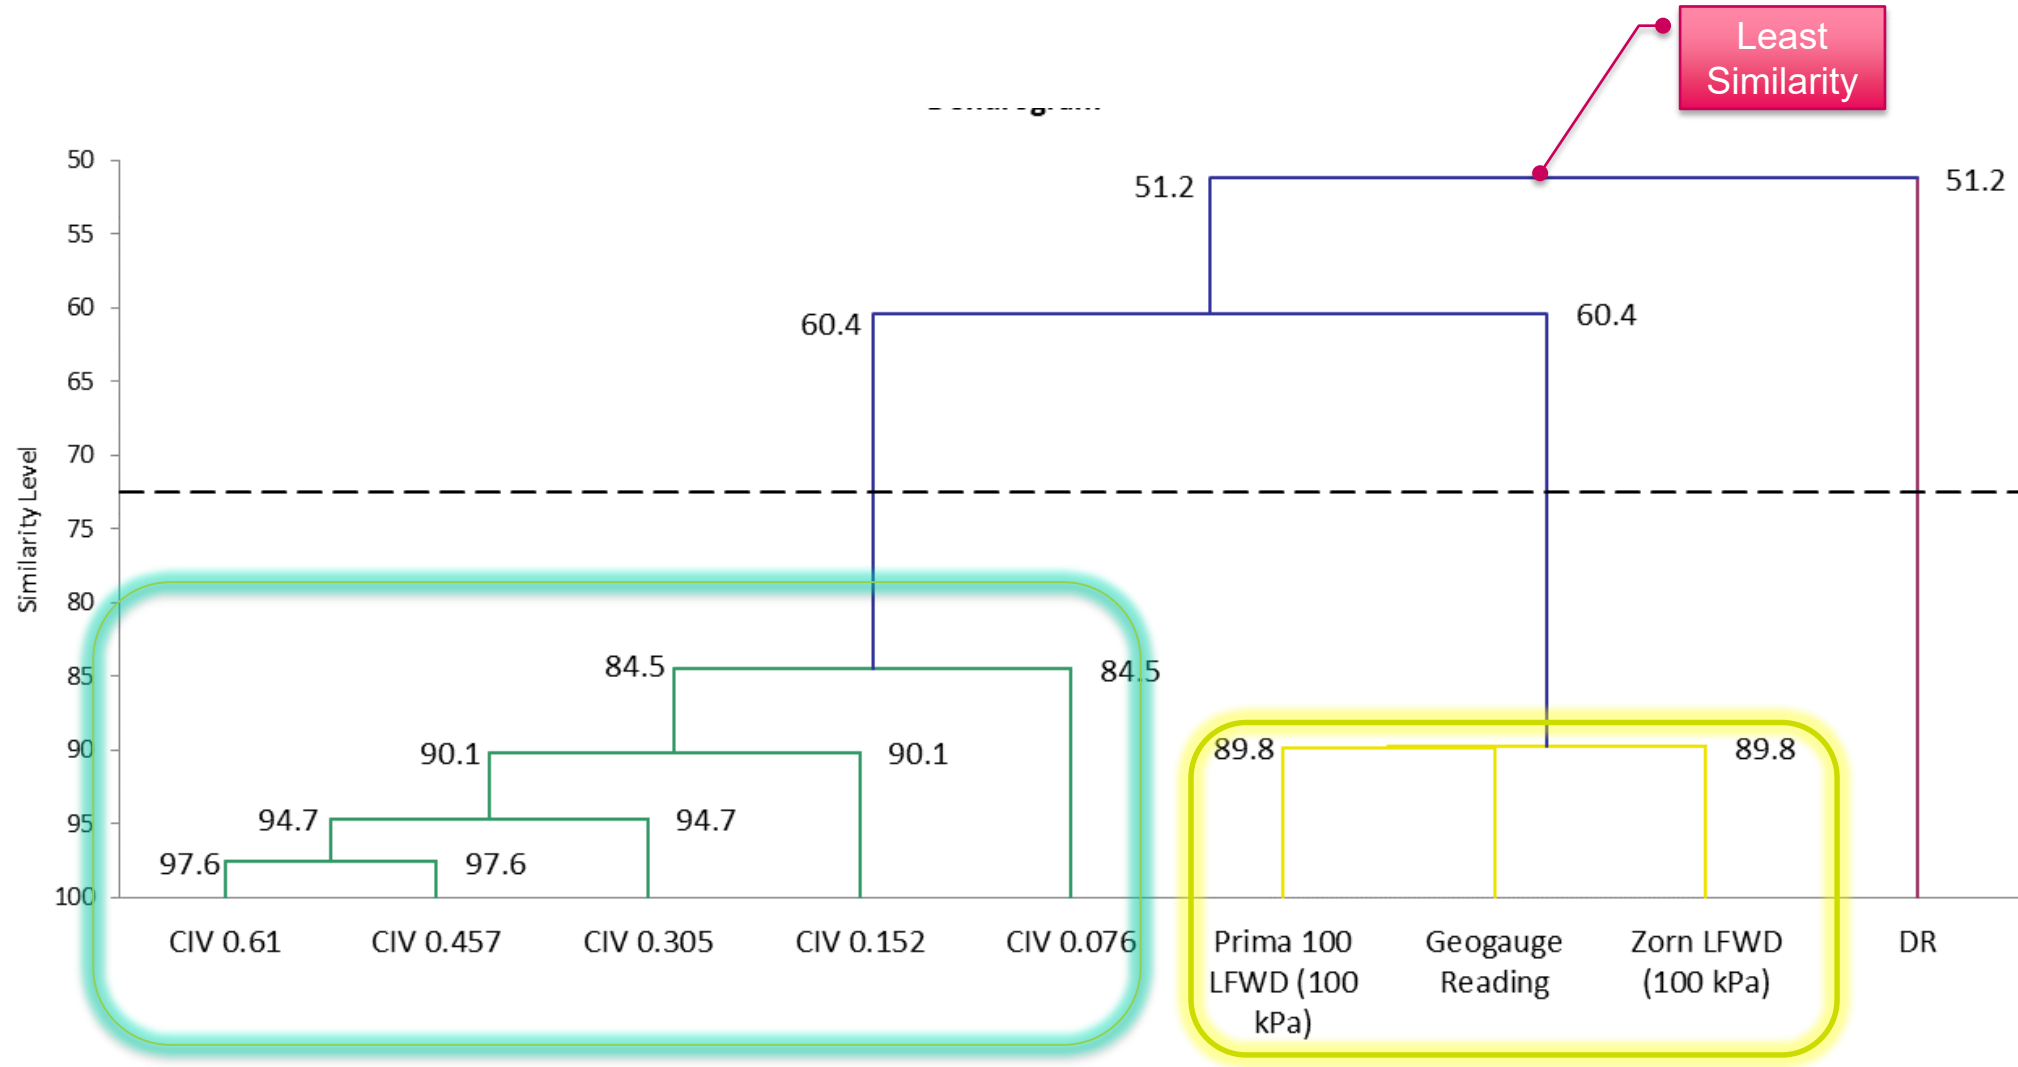 Least
Similarity
50
51.2
51.2
55
60
60.4
60.4
65
70
Similarity Level
75
80
84.5
84.5
85
90
90.1
90.1
89.8
89.8
94.7
94.7
95
97.6
97.6
100
CIV 0.61
CIV 0.457
CIV 0.305
CIV 0.152
CIV 0.076
Prima 100
LFWD (100
kPa)
Geogauge
Reading
Zorn LFWD
(100 kPa)
DR